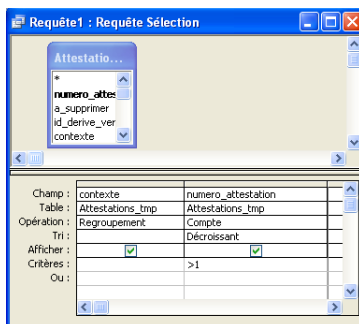 Requête1 : Requête Sélection
Attestatio...
*
numero_attes
a_supprimer
id_derive_ver
contexte
Champ : contexte numero_attestation
Table : Attestations_tmp Attestations_tmp
Opération : Regroupement Compte
Tri : Décroissant
Afficher :
Critères : >1
Ou :